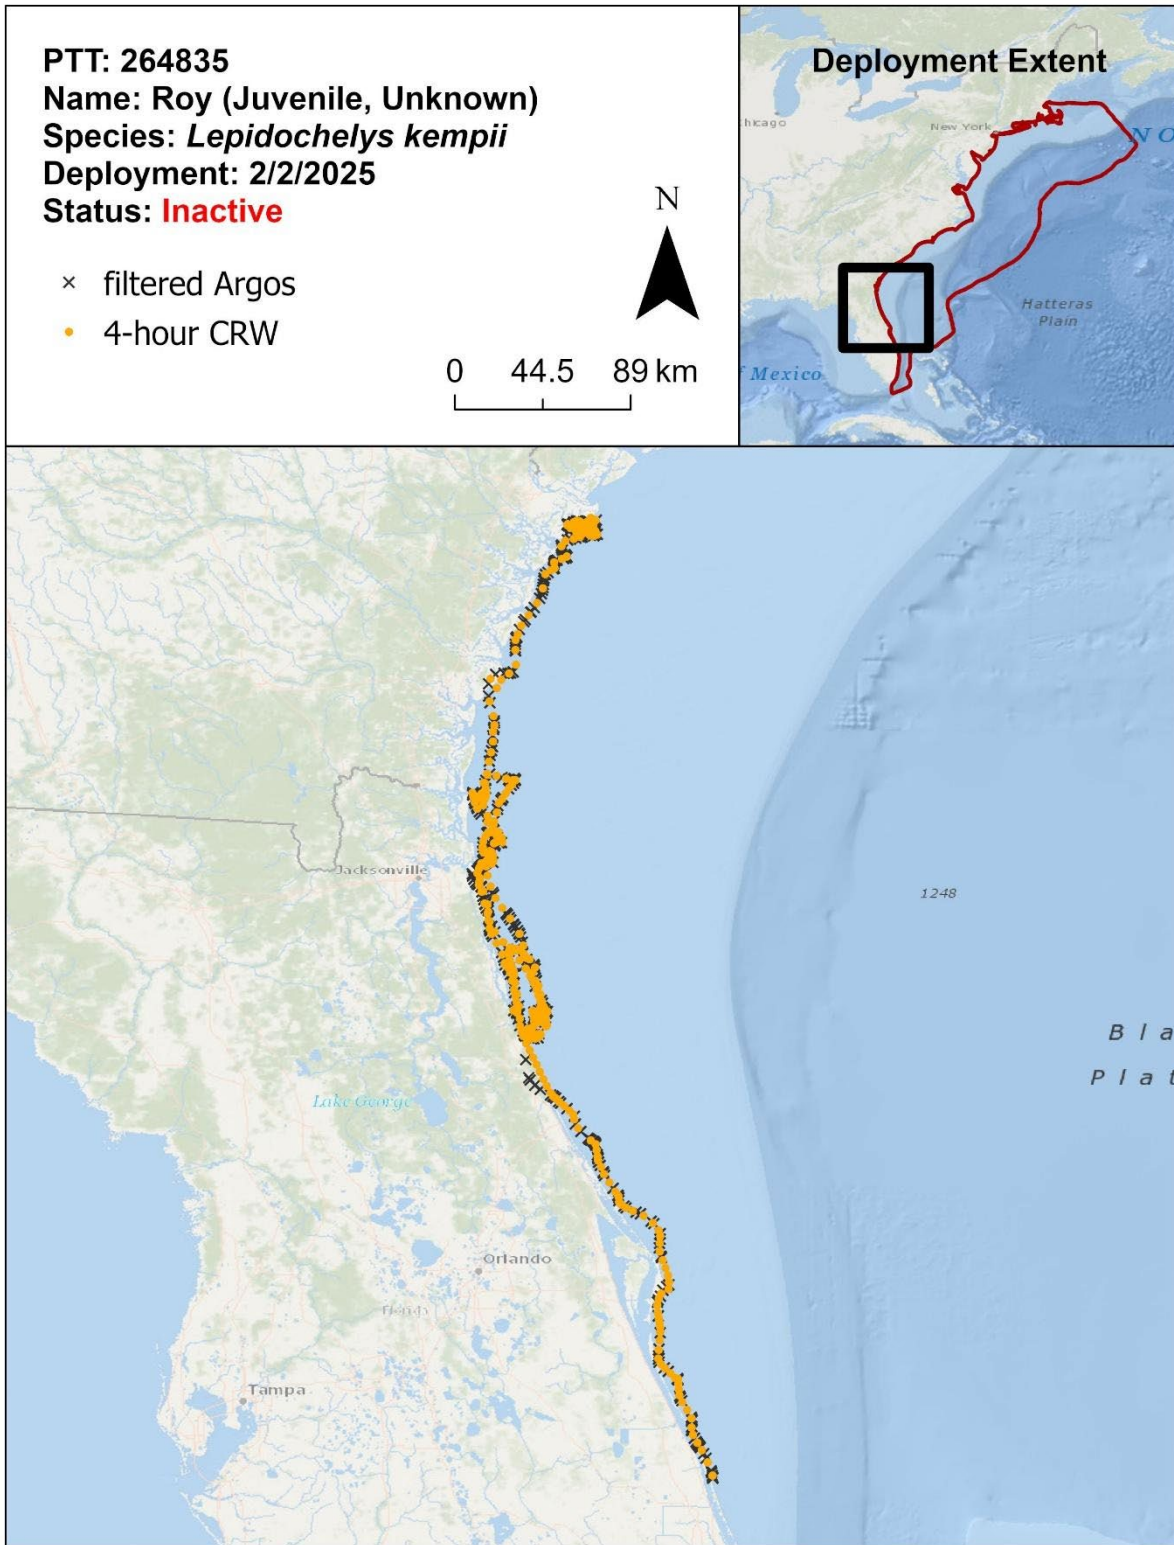 PTT: 264835
Name: Roy (Juvenile, Unknown)
Species: Lepidochelys kempii
Deployment: 2/2/2025
Status: Inactive
× filtered Argos
4-hour CRW
N
0 44.5 89 km
Deployment Extent
hicago
New York
N O
Hatteras
Plain
f Mexico
Jacksonville
1248
B l a
P l a t
Lake George
Orlando
Florida
Tampa